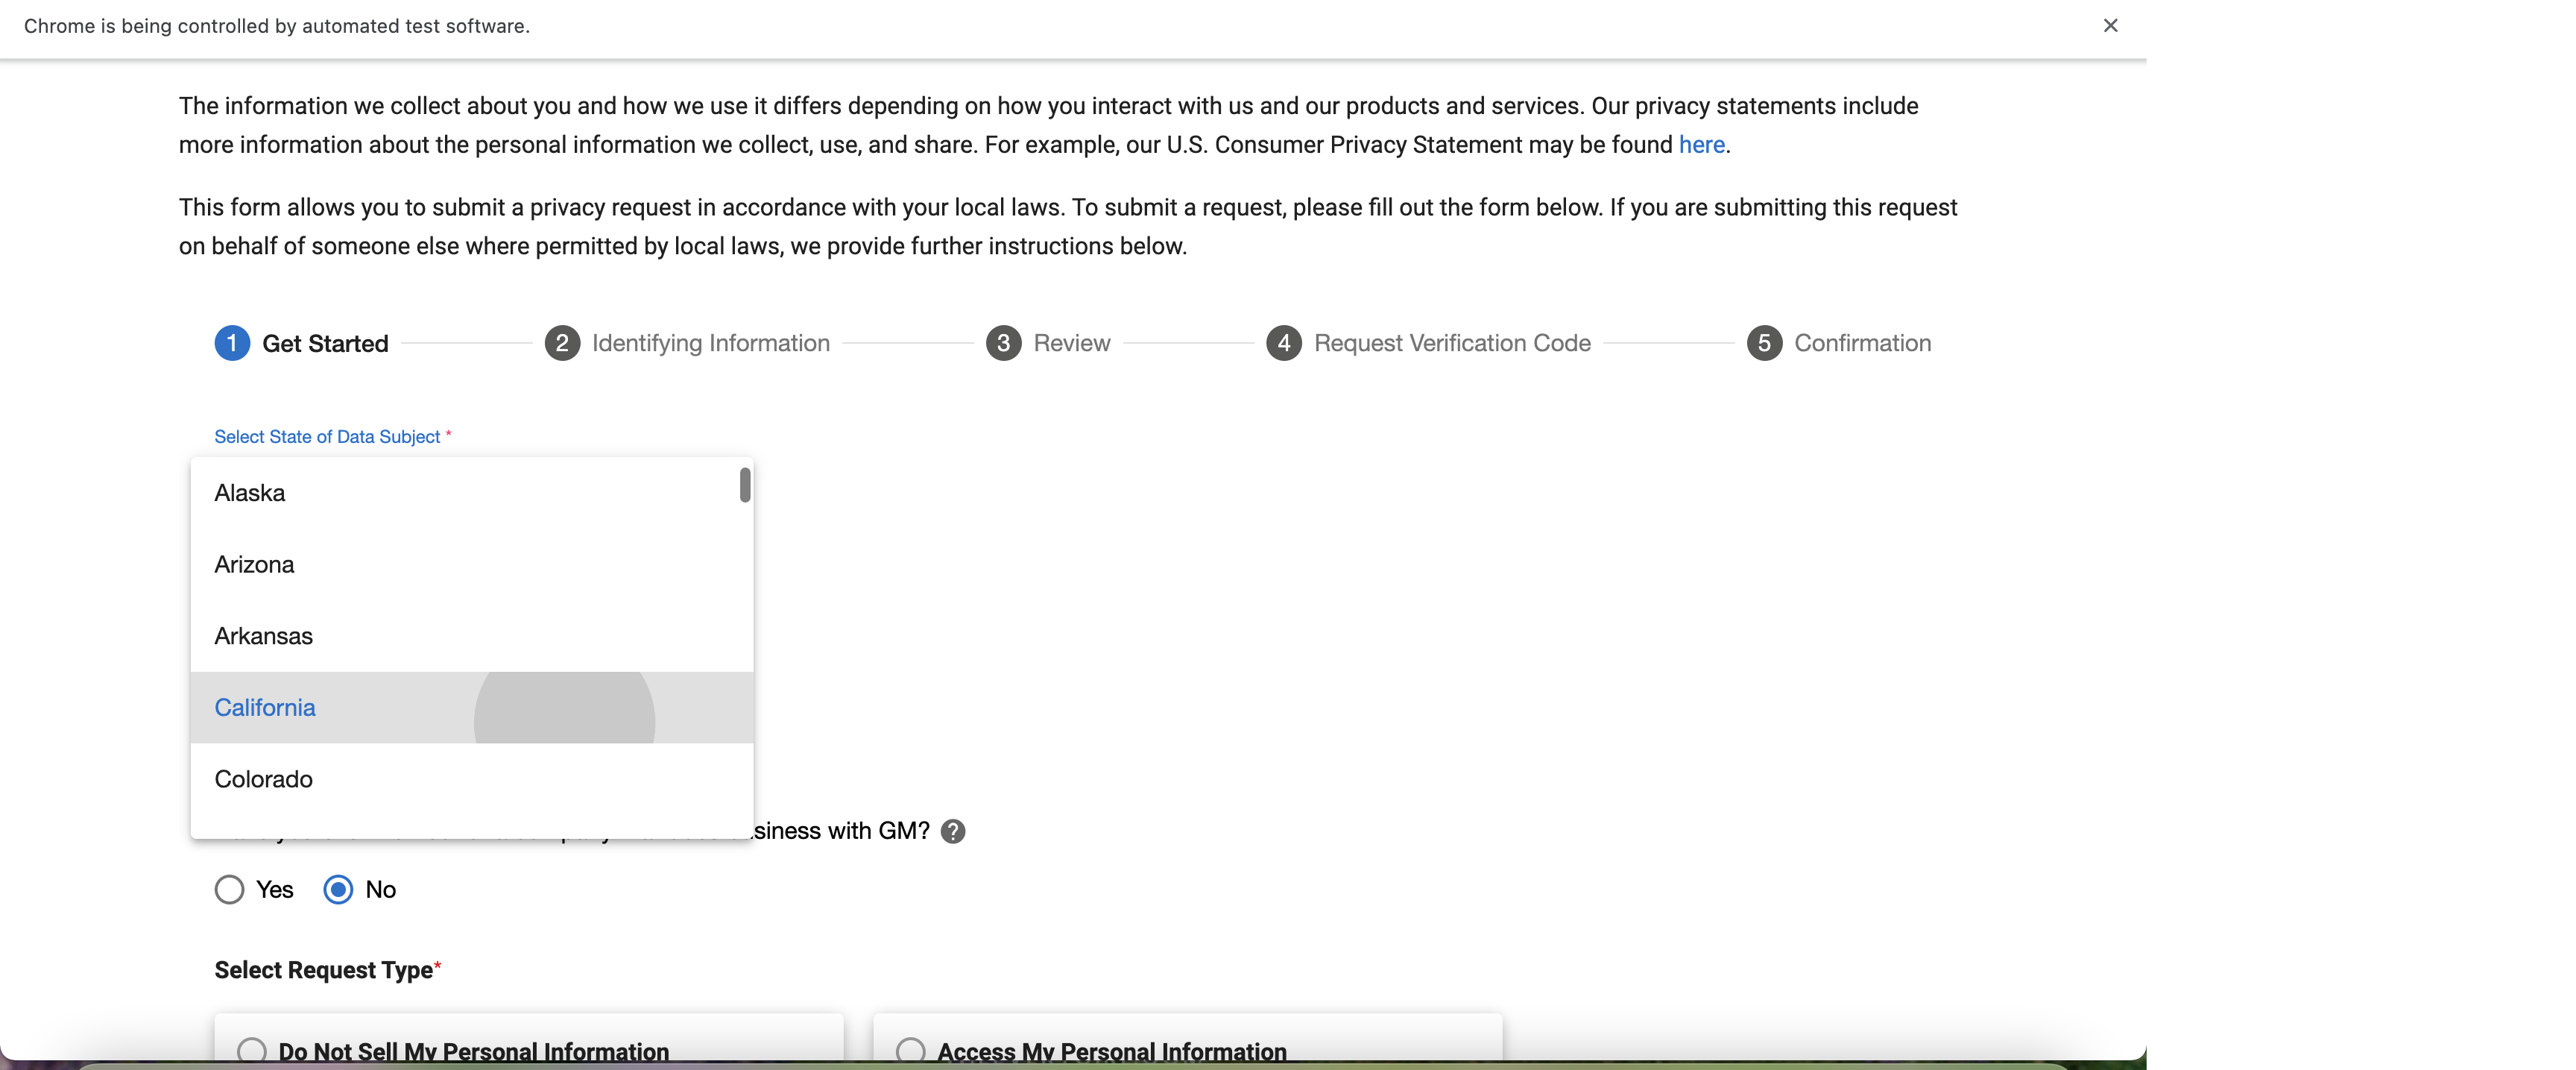 Chrome is being controlled by automated test software.
The information we collect about you and how we use it differs depending on how you interact with us and our products and services. Our privacy statements include
more information about the personal information we collect, use, and share. For example, our U.S. Consumer Privacy Statement may be found here.
This form allows you to submit a privacy request in accordance with your local laws. To submit a request, please fill out the form below. If you are submitting this request
on behalf of someone else where permitted by local laws, we provide further instructions below.
1 Get Started 2 Identifying Information 3 Review 4 Request Verification Code 5 Confirmation
Select State of Data Subject *
Alaska
Arizona
Arkansas
California
Colorado
siness with GM? ?
Yes No
Select Request Type*
Do Not Sell My Personal Information Access My Personal Information